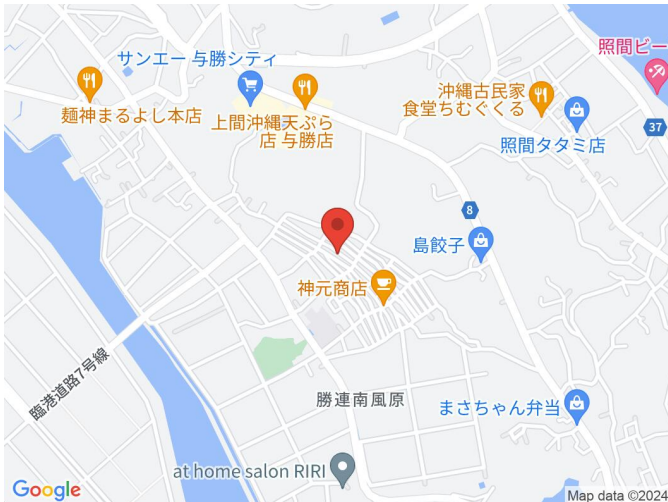 サンエー 与勝シティ
照間ビー
麺神まるよし本店
上間沖縄天ぷら
店 与勝店
沖縄古民家
食堂ちむぐくる
照間タタミ店
37
8
島餃子
神元商店
臨港道路7号線
勝連南風原
まさちゃん弁当
at home salon RIRI
Google
Map data ©2024